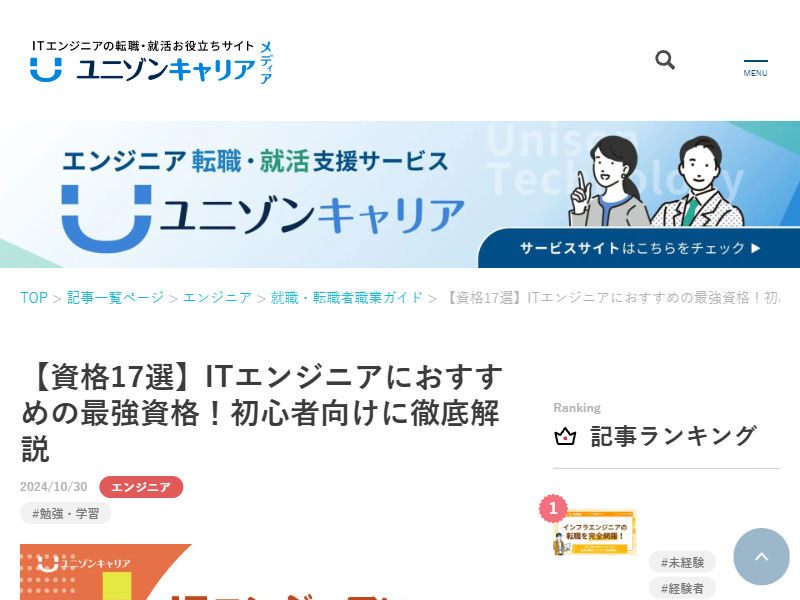 ITエンジニアの転職・就活お役立ちサイト
ユニゾンキャリア
メディア
MENU
Unison
Technology
エンジニア 転職・就活 支援サービス
ユニゾンキャリア
サービスサイトはこちらをチェック ▶
TOP > 記事一覧ページ > エンジニア > 就職・転職者職業ガイド > 【資格17選】ITエンジニアにおすすめの最強資格！初
【資格17選】ITエンジニアにおすす
めの最強資格！初心者向けに徹底解
説
2024/10/30 エンジニア
#勉強・学習
ユニゾンキャリア
Ranking
記事ランキング
1
インフラエンジニアの
転職を完全網羅！
#未経験
#経験者